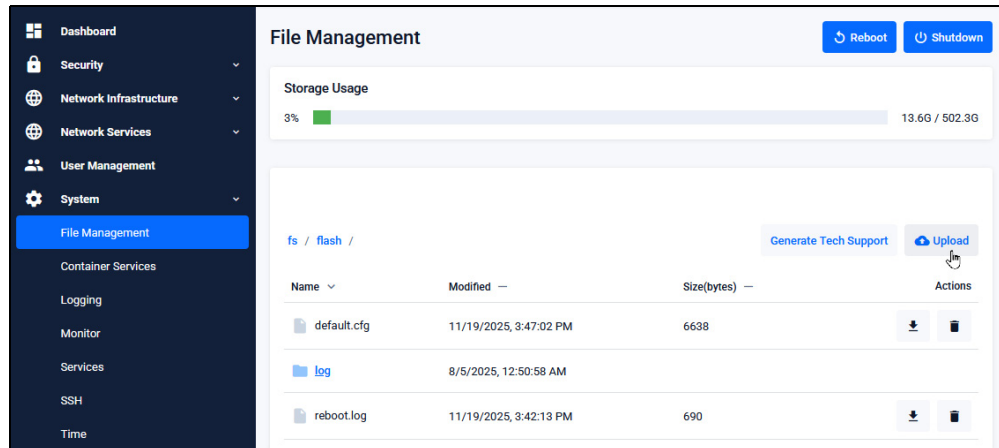 Dashboard
Security
Network Infrastructure
Network Services
User Management
System
File Management
Container Services
Logging
Monitor
Services
SSH
Time
File Management
Reboot
Shutdown
Storage Usage
3%
13.6G / 502.3G
fs / flash /
Generate Tech Support
Upload
Name Modified Size(bytes) Actions
default.cfg 11/19/2025, 3:47:02 PM 6638
log 8/5/2025, 12:50:58 AM
reboot.log 11/19/2025, 3:42:13 PM 690